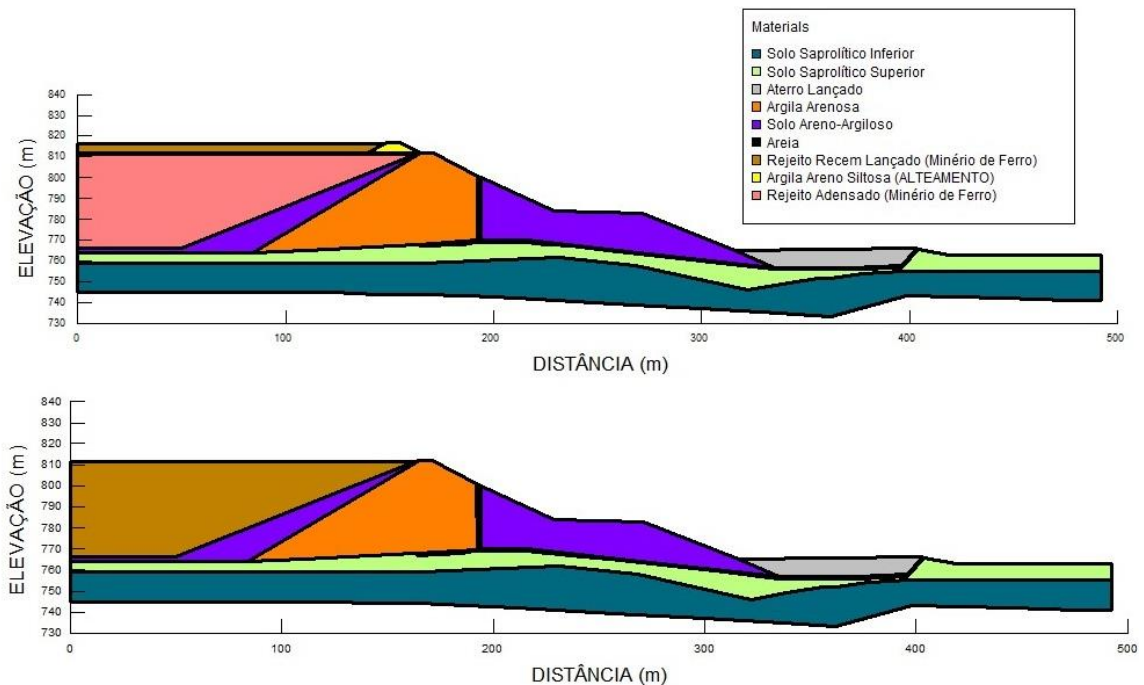 Materials
Solo Saprolítico Inferior
Solo Saprolítico Superior
Aterro Lançado
Argila Arenosa
Solo Areno-Argiloso
Areia
Rejeito Recem Lançado (Minério de Ferro)
Argila Areno Siltosa (ALTEAMENTO)
Rejeito Adensado (Minério de Ferro)
ELEVAÇÃO (m)
840
830
820
810
800
790
780
770
760
750
740
730
0 100 200 300 400 500
DISTÂNCIA (m)
ELEVAÇÃO (m)
840
830
820
810
800
790
780
770
760
750
740
730
0 100 200 300 400 500
DISTÂNCIA (m)